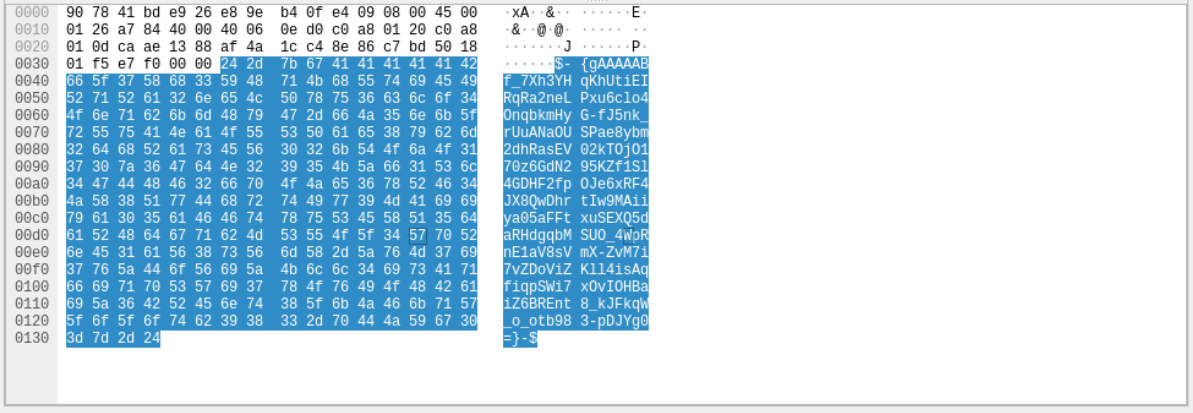 0000 90 78 41 bd e9 26 e8 9e b4 0f e4 09 08 00 45 00 ·xA··&·· ······E·
0010 01 26 a7 84 40 00 40 06 0e d0 c0 a8 01 20 c0 a8 ·&··@·@· ····· ··
0020 01 0d ca ae 13 88 af 4a 1c c4 8e 86 c7 bd 50 18 ·······J ······P·
0030 01 f5 e7 f0 00 00 24 2d 7b 67 41 41 41 41 41 42 ······$- {gAAAAAB
0040 66 5f 37 58 68 33 59 48 71 4b 68 55 74 69 45 49 f_7Xh3YH qKhUtiEI
0050 52 71 52 61 32 6e 65 4c 50 78 75 36 63 6c 6f 34 RqRa2neL Pxu6clo4
0060 4f 6e 71 62 6b 6d 48 79 47 2d 66 4a 35 6e 6b 5f OnqbkmHy G-fJ5nk_
0070 72 55 75 41 4e 61 4f 55 53 50 61 65 38 79 62 6d rUuANaOU SPae8ybm
0080 32 64 68 52 61 73 45 56 30 32 6b 54 4f 6a 4f 31 2dhRasEV 02kTOjO1
0090 37 30 7a 36 47 64 4e 32 39 35 4b 5a 66 31 53 6c 70z6GdN2 95KZf1Sl
00a0 34 47 44 48 46 32 66 70 4f 4a 65 36 78 52 46 34 4GDHF2fp OJe6xRF4
00b0 4a 58 38 51 77 44 68 72 74 49 77 39 4d 41 69 69 JX8QwDhr tIw9MAii
00c0 79 61 30 35 61 46 46 74 78 75 53 45 58 51 35 64 ya05aFFt xuSEXQ5d
00d0 61 52 48 64 67 71 62 4d 53 55 4f 5f 34 57 70 52 aRHdgqbM SUO_4WpR
00e0 6e 45 31 61 56 38 73 56 6d 58 2d 5a 76 4d 37 69 nE1aV8sV mX-ZvM7i
00f0 37 76 5a 44 6f 56 69 5a 4b 6c 6c 34 69 73 41 71 7vZDoViZ Kll4isAq
0100 66 69 71 70 53 57 69 37 78 4f 76 49 4f 48 42 61 fiqpSWi7 xOvIOHBa
0110 69 5a 36 42 52 45 6e 74 38 5f 6b 4a 46 6b 71 57 iZ6BREnt 8_kJFkqW
0120 5f 6f 5f 6f 74 62 39 38 33 2d 70 44 4a 59 67 30 _o_otb98 3-pDJYg0
0130 3d 7d 2d 24 =}-$